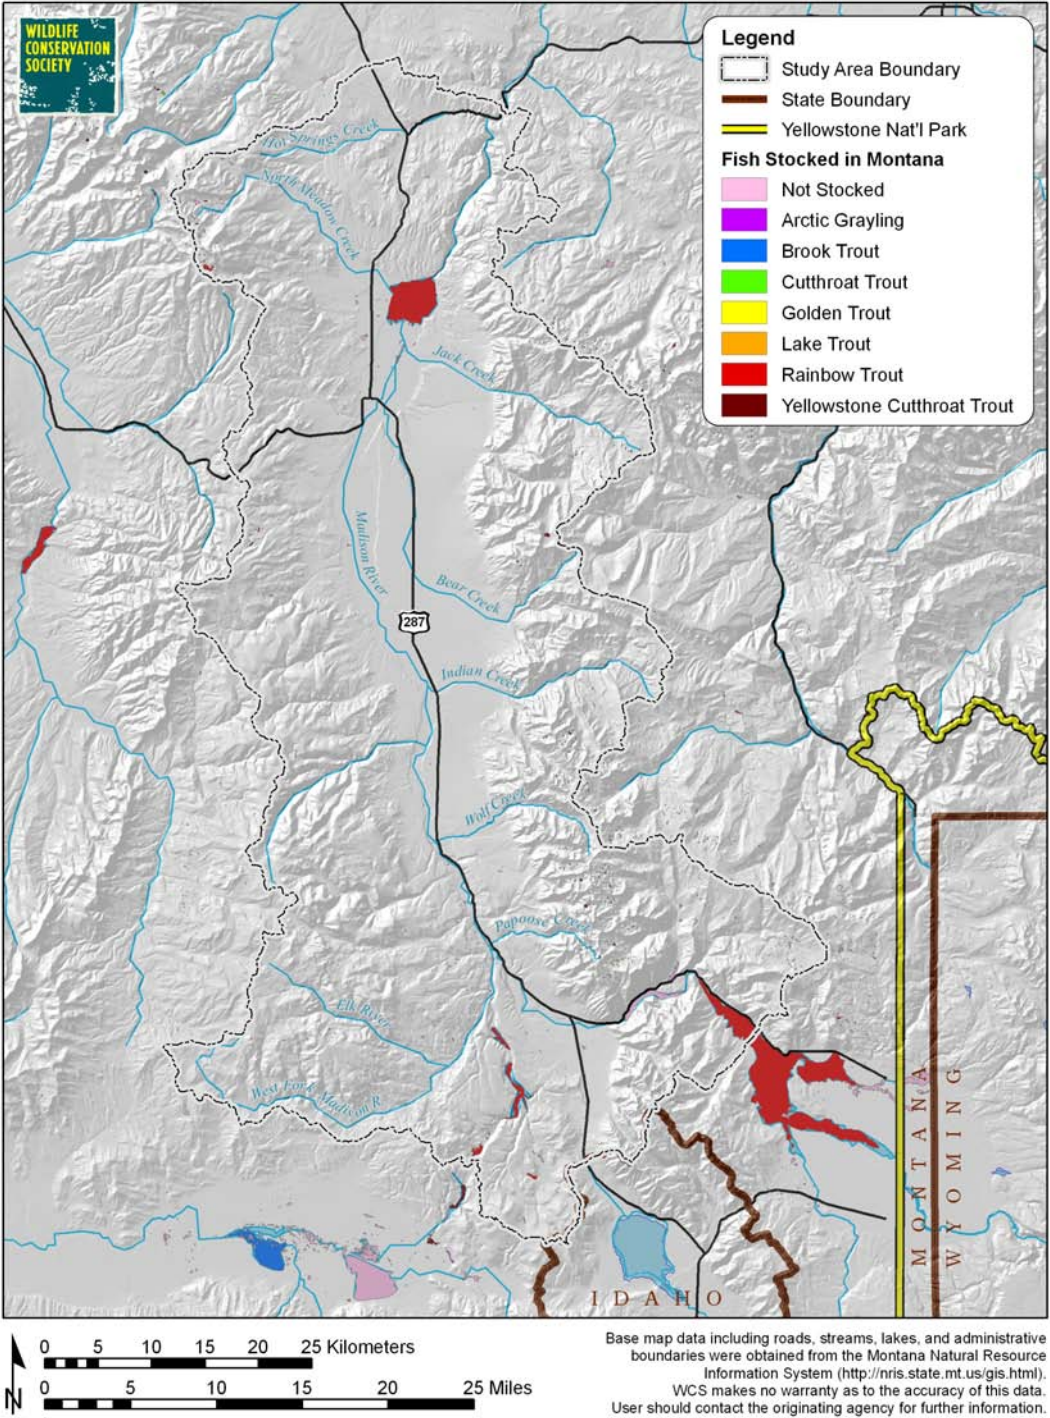 WILDLIFE
CONSERVATION
SOCIETY
Legend
Study Area Boundary
State Boundary
Yellowstone Nat'l Park
Fish Stocked in Montana
Not Stocked
Arctic Grayling
Brook Trout
Cutthroat Trout
Golden Trout
Lake Trout
Rainbow Trout
Yellowstone Cutthroat Trout
Hot Springs Creek
North Meadow Creek
Jack Creek
Madison River
Bear Creek
287
Indian Creek
Wolf Creek
Papoose Creek
Elk River
West Fork Madison R
MONTANA
WYOMING
IDAHO
0 5 10 15 20 25 Kilometers
0 5 10 15 20 25 Miles
N
Base map data including roads, streams, lakes, and administrative
boundaries were obtained from the Montana Natural Resource
Information System (http://nris.state.mt.us/gis.html).
WCS makes no warranty as to the accuracy of this data.
User should contact the originating agency for further information.